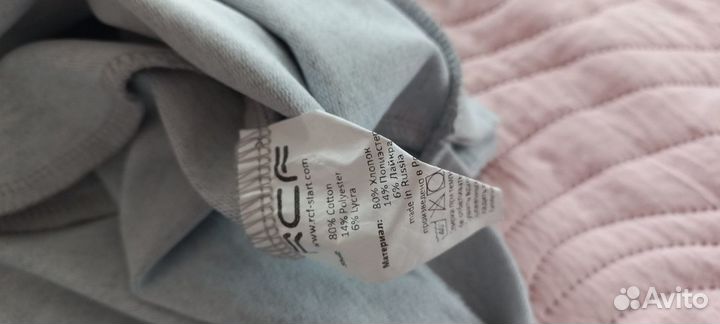 RCF
www.rcf-start.com
80% Cotton
14% Polyester
6% Lycra
Материал:
80% Хлопок
14% Полиэстер
6% Лайкра
made in Russia
произведено в
Avito